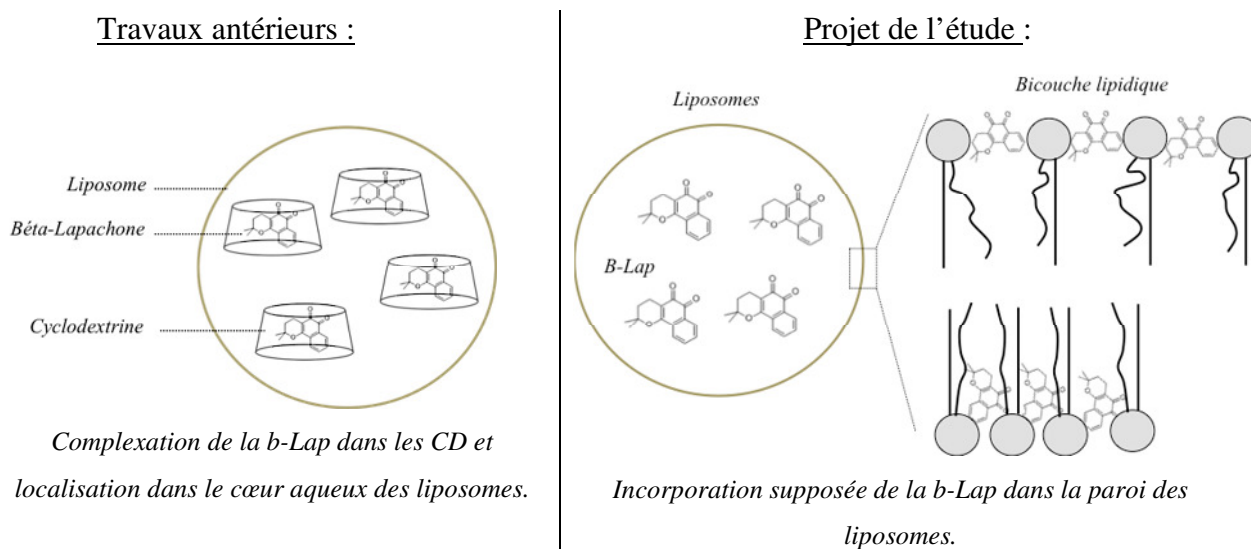 Travaux antérieurs :
Liposome
Béta-Lapachone
Cyclodextrine
Complexation de la b-Lap dans les CD et
localisation dans le cœur aqueux des liposomes.
Projet de l'étude :
Liposomes
Bicouche lipidique
B-Lap
Incorporation supposée de la b-Lap dans la paroi des
liposomes.